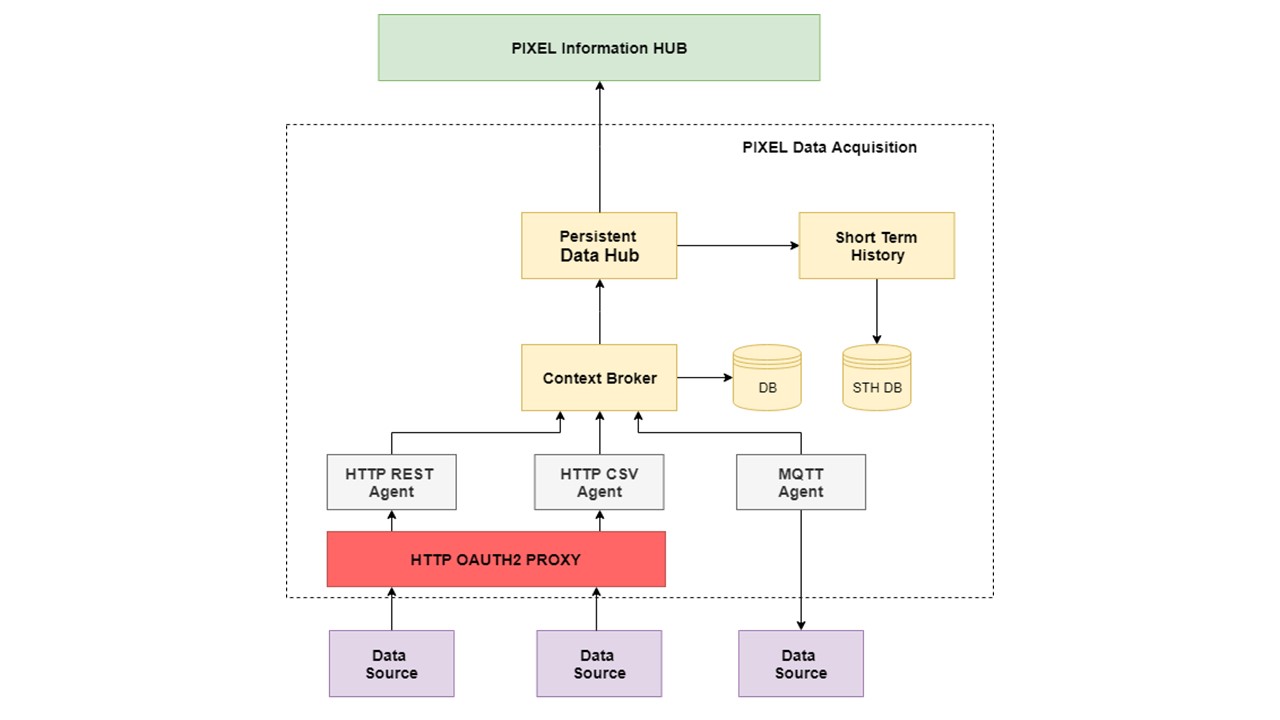 PIXEL Information HUB
PIXEL Data Acquisition
Persistent
Data Hub
Short Term
History
Context Broker
DB
STH DB
HTTP REST
Agent
HTTP CSV
Agent
MQTT
Agent
HTTP OAUTH2 PROXY
Data
Source
Data
Source
Data
Source